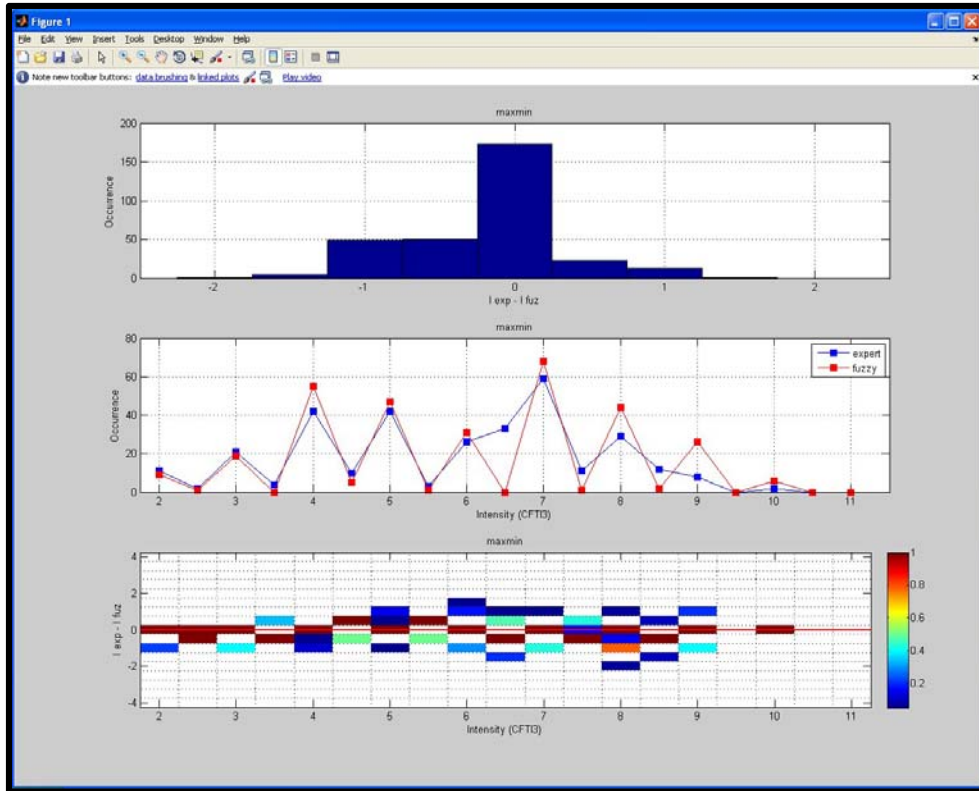 Figure 1
File Edit View Insert Tools Desktop Window Help
Note new toolbar buttons: data brushing & linked plots Play video
maxmin
200
150
100
50
0
Occurrence
-2 -1 0 1 2
I exp - I fuz
maxmin
80
60
40
20
0
Occurrence
expert
fuzzy
2 3 4 5 6 7 8 9 10 11
Intensity (CFTI3)
maxmin
4
2
0
-2
-4
I exp - I fuz
2 3 4 5 6 7 8 9 10 11
Intensity (CFTI3)
1
0.8
0.6
0.4
0.2